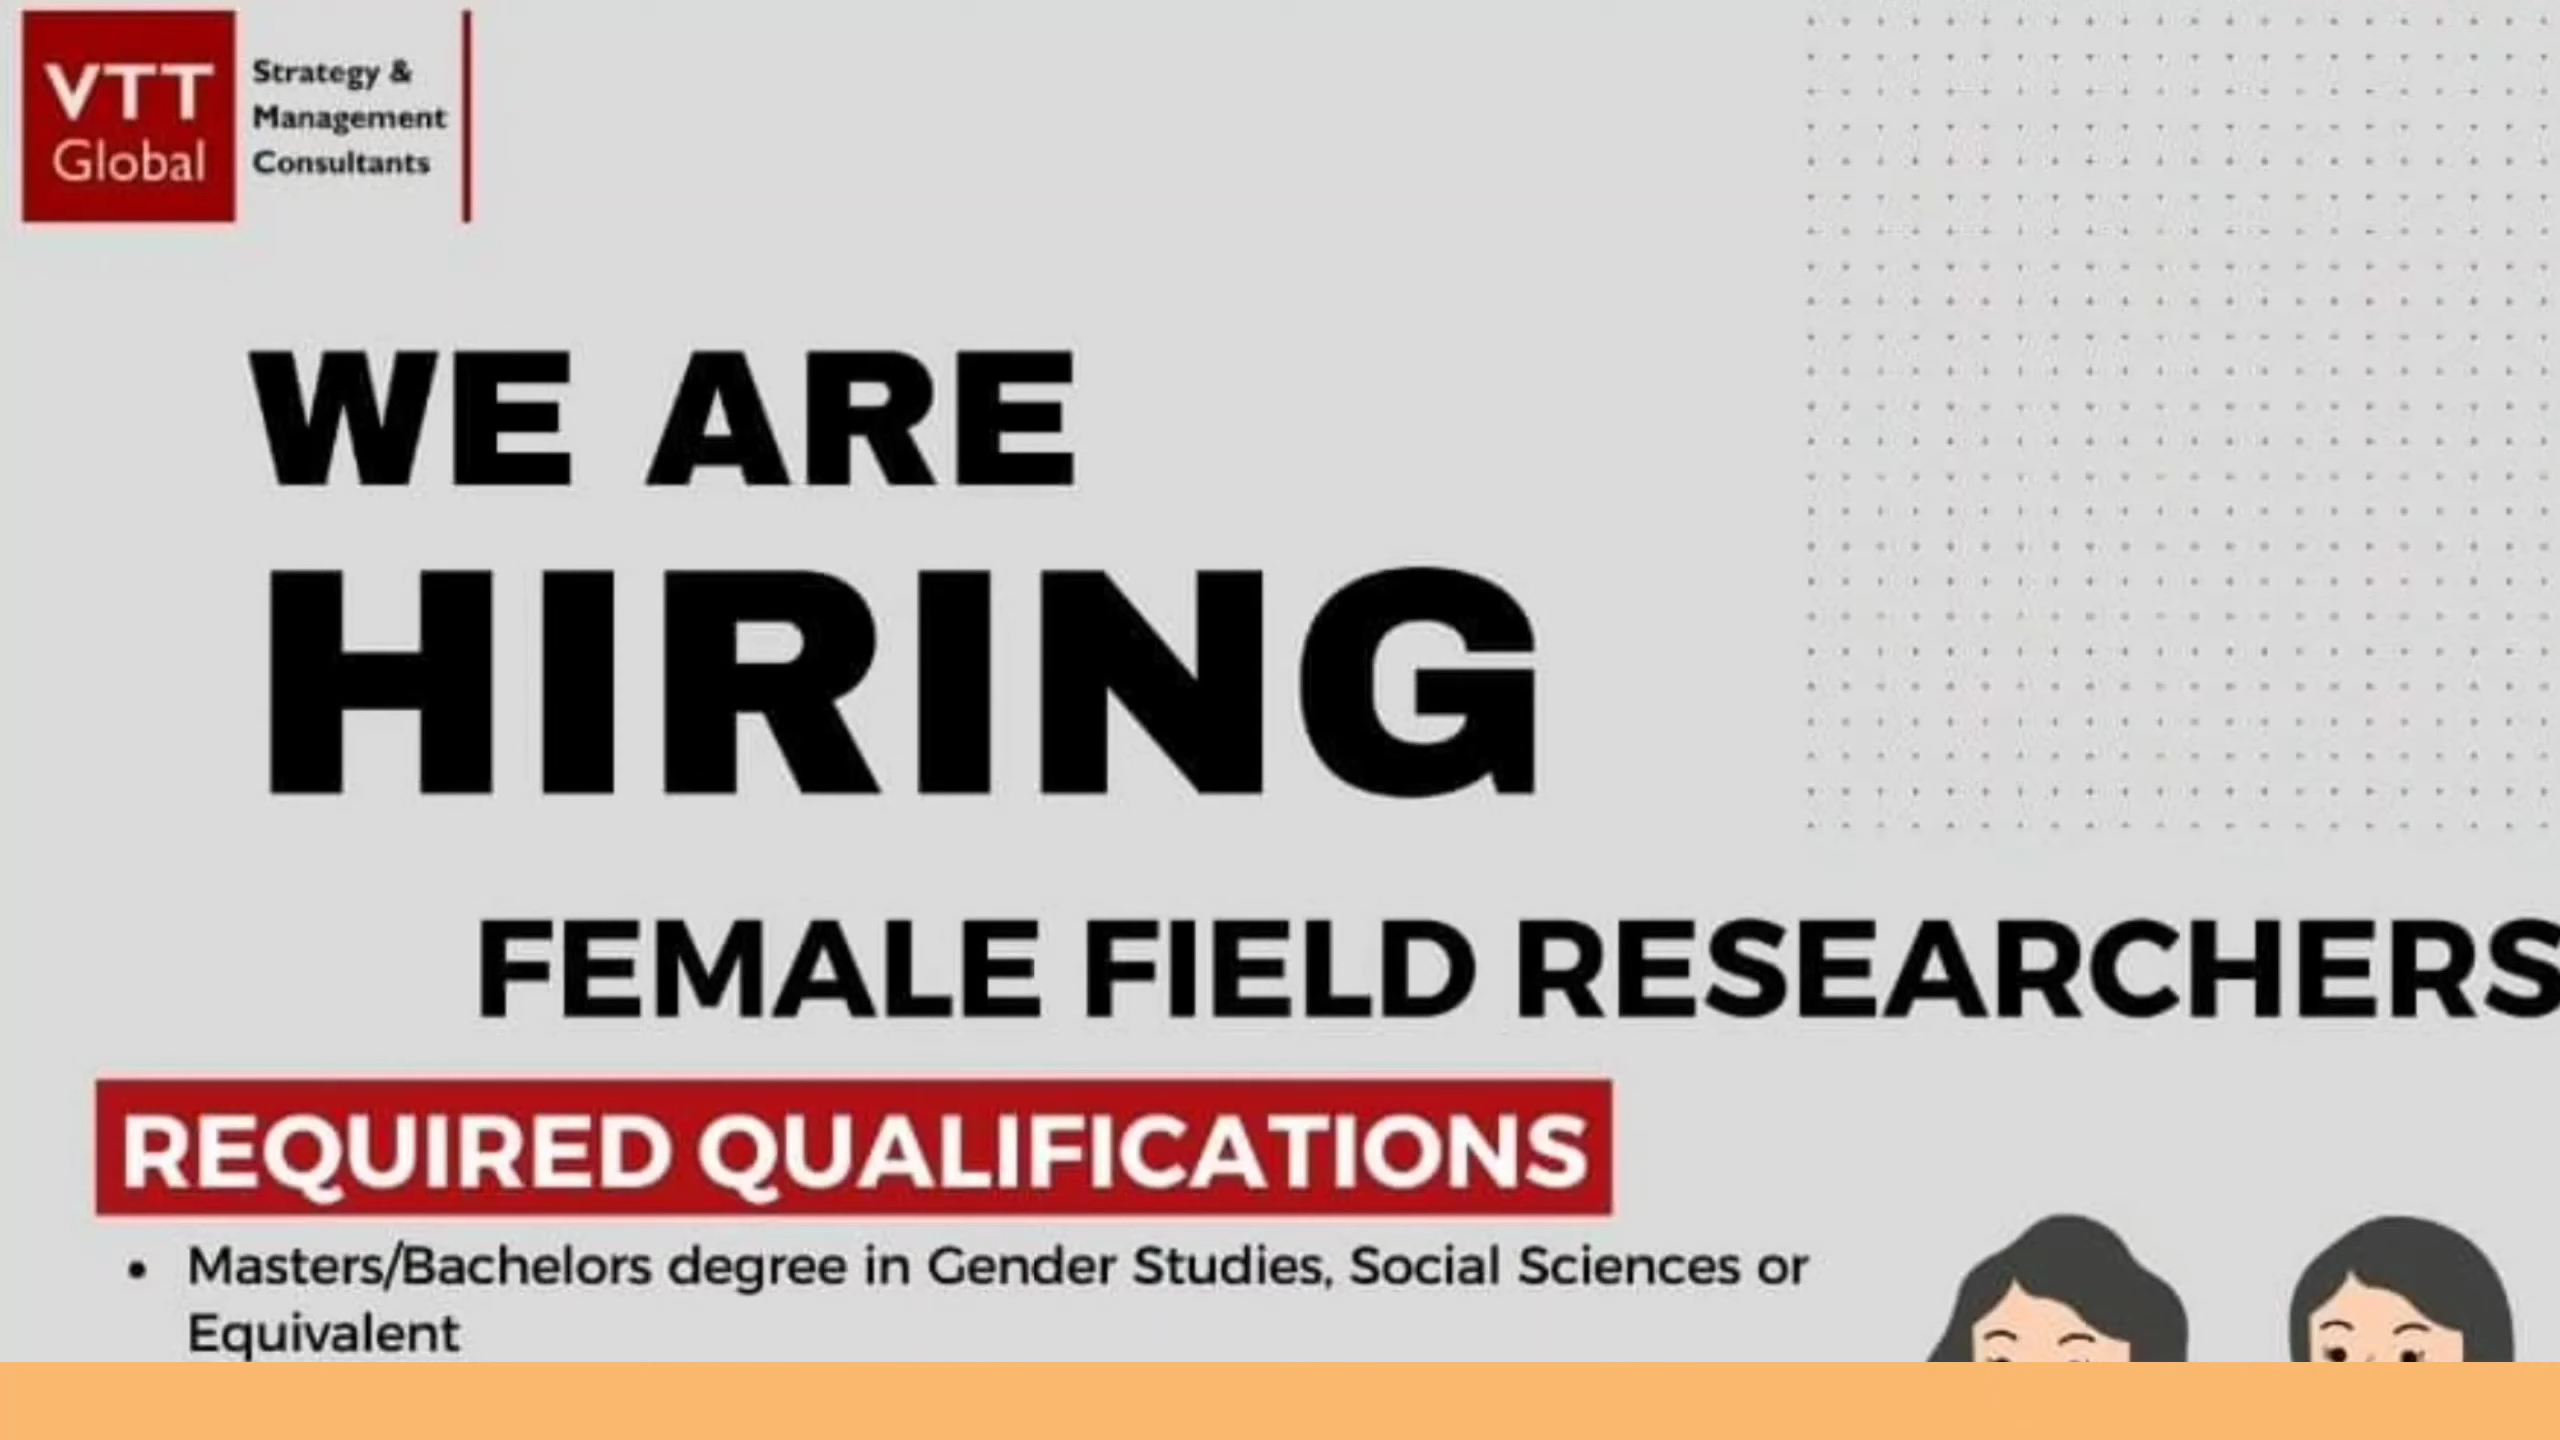 VTT
Global
Strategy &
Management
Consultants
WE ARE
HIRING
FEMALE FIELD RESEARCHERS
REQUIRED QUALIFICATIONS
• Masters/Bachelors degree in Gender Studies, Social Sciences or
Equivalent